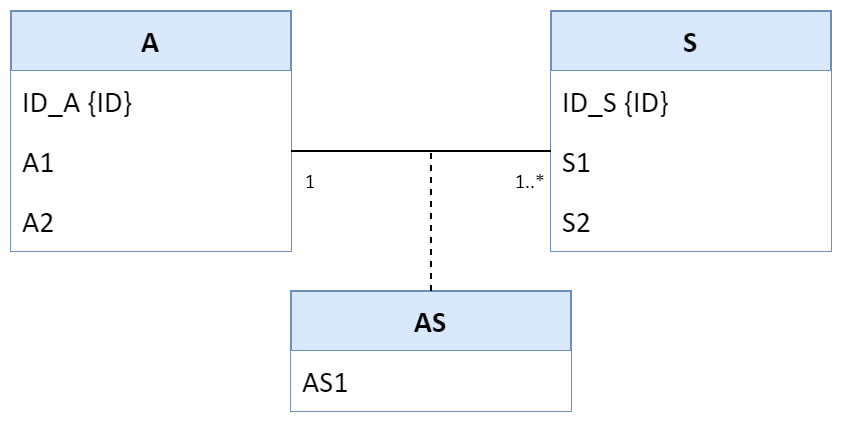 A
ID_A {ID}
A1
A2
1
1..*
S
ID_S {ID}
S1
S2
AS
AS1